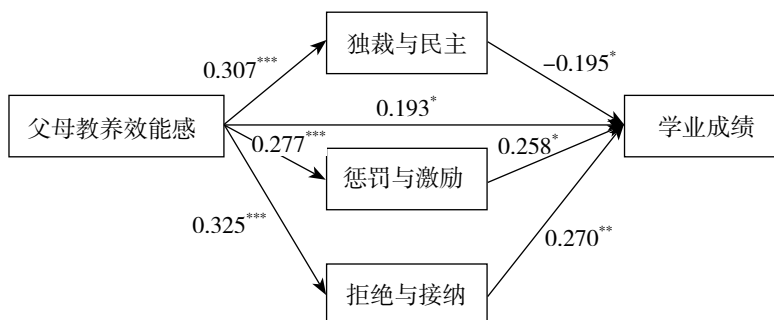 独裁与民主
0.307***
−0.195*
父母教养效能感
0.193*
学业成绩
0.277***
惩罚与激励
0.258*
0.325***
0.270**
拒绝与接纳